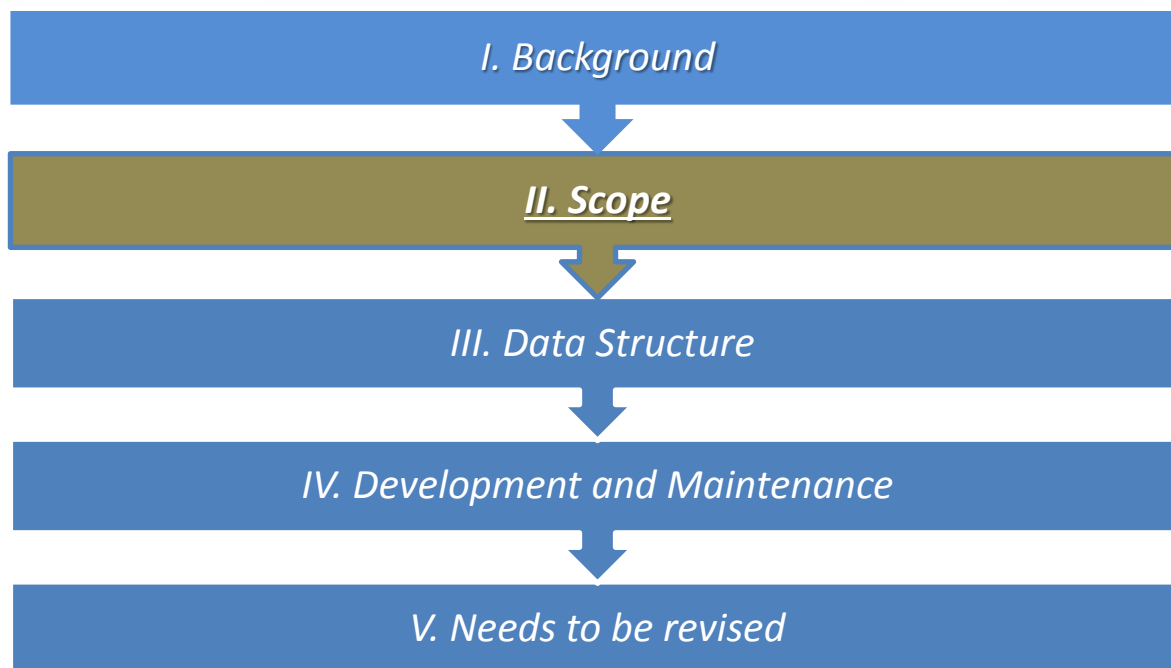 I. Background
II. Scope
III. Data Structure
IV. Development and Maintenance
V. Needs to be revised